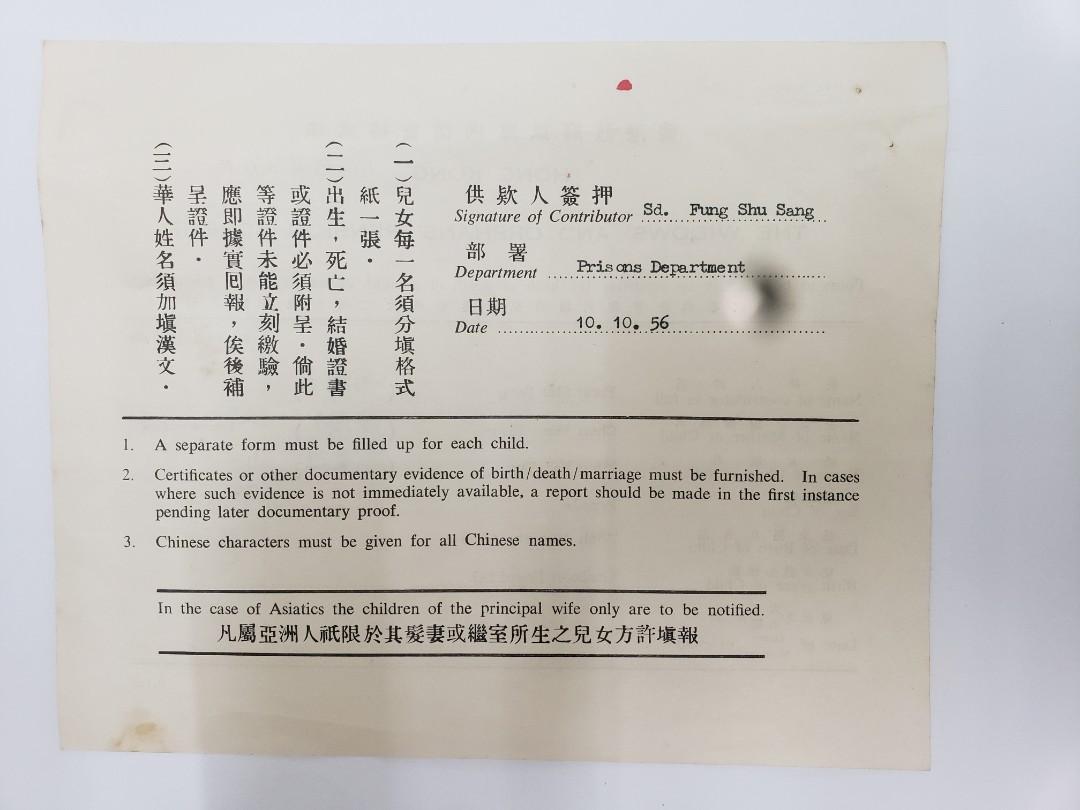 供欵人簽押
Signature of Contributor Sd. Fung Shu Sang
部署
Department Prisons Department
日期
Date 10. 10. 56
(一)兒女每一名須分塡格式
紙一張．
(二)出生，死亡，結婚證書
或證件必須附呈．倘此
等證件未能立刻繳驗，
應卽據實囘報，俟後補
呈證件．
(三)華人姓名須加塡漢文．
1. A separate form must be filled up for each child.
2. Certificates or other documentary evidence of birth/death/marriage must be furnished. In cases
where such evidence is not immediately available, a report should be made in the first instance
pending later documentary proof.
3. Chinese characters must be given for all Chinese names.
In the case of Asiatics the children of the principal wife only are to be notified.
凡屬亞洲人祇限於其髮妻或繼室所生之兒女方許塡報